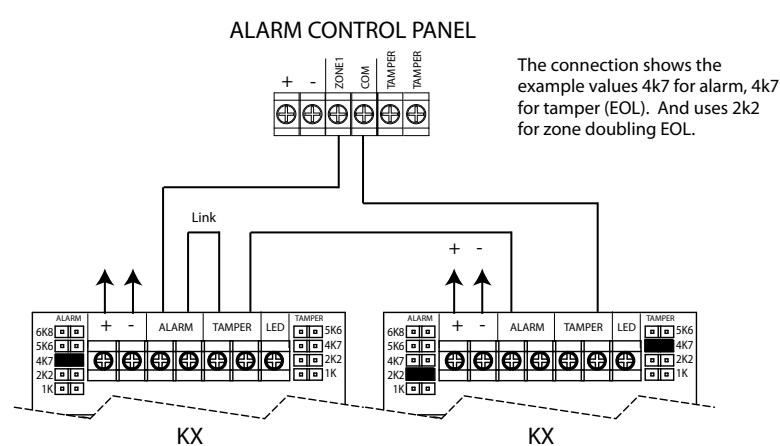 ALARM CONTROL PANEL
+ - ZONE1 COM TAMPER TAMPER
The connection shows the
example values 4k7 for alarm, 4k7
for tamper (EOL). And uses 2k2
for zone doubling EOL.
Link
+ -
ALARM
+ - ALARM TAMPER LED
TAMPER
6K8
5K6
4K7
2K2
1K
5K6
4K7
2K2
1K
KX
ALARM
+ - ALARM TAMPER LED
TAMPER
6K8
5K6
4K7
2K2
1K
5K6
4K7
2K2
1K
KX